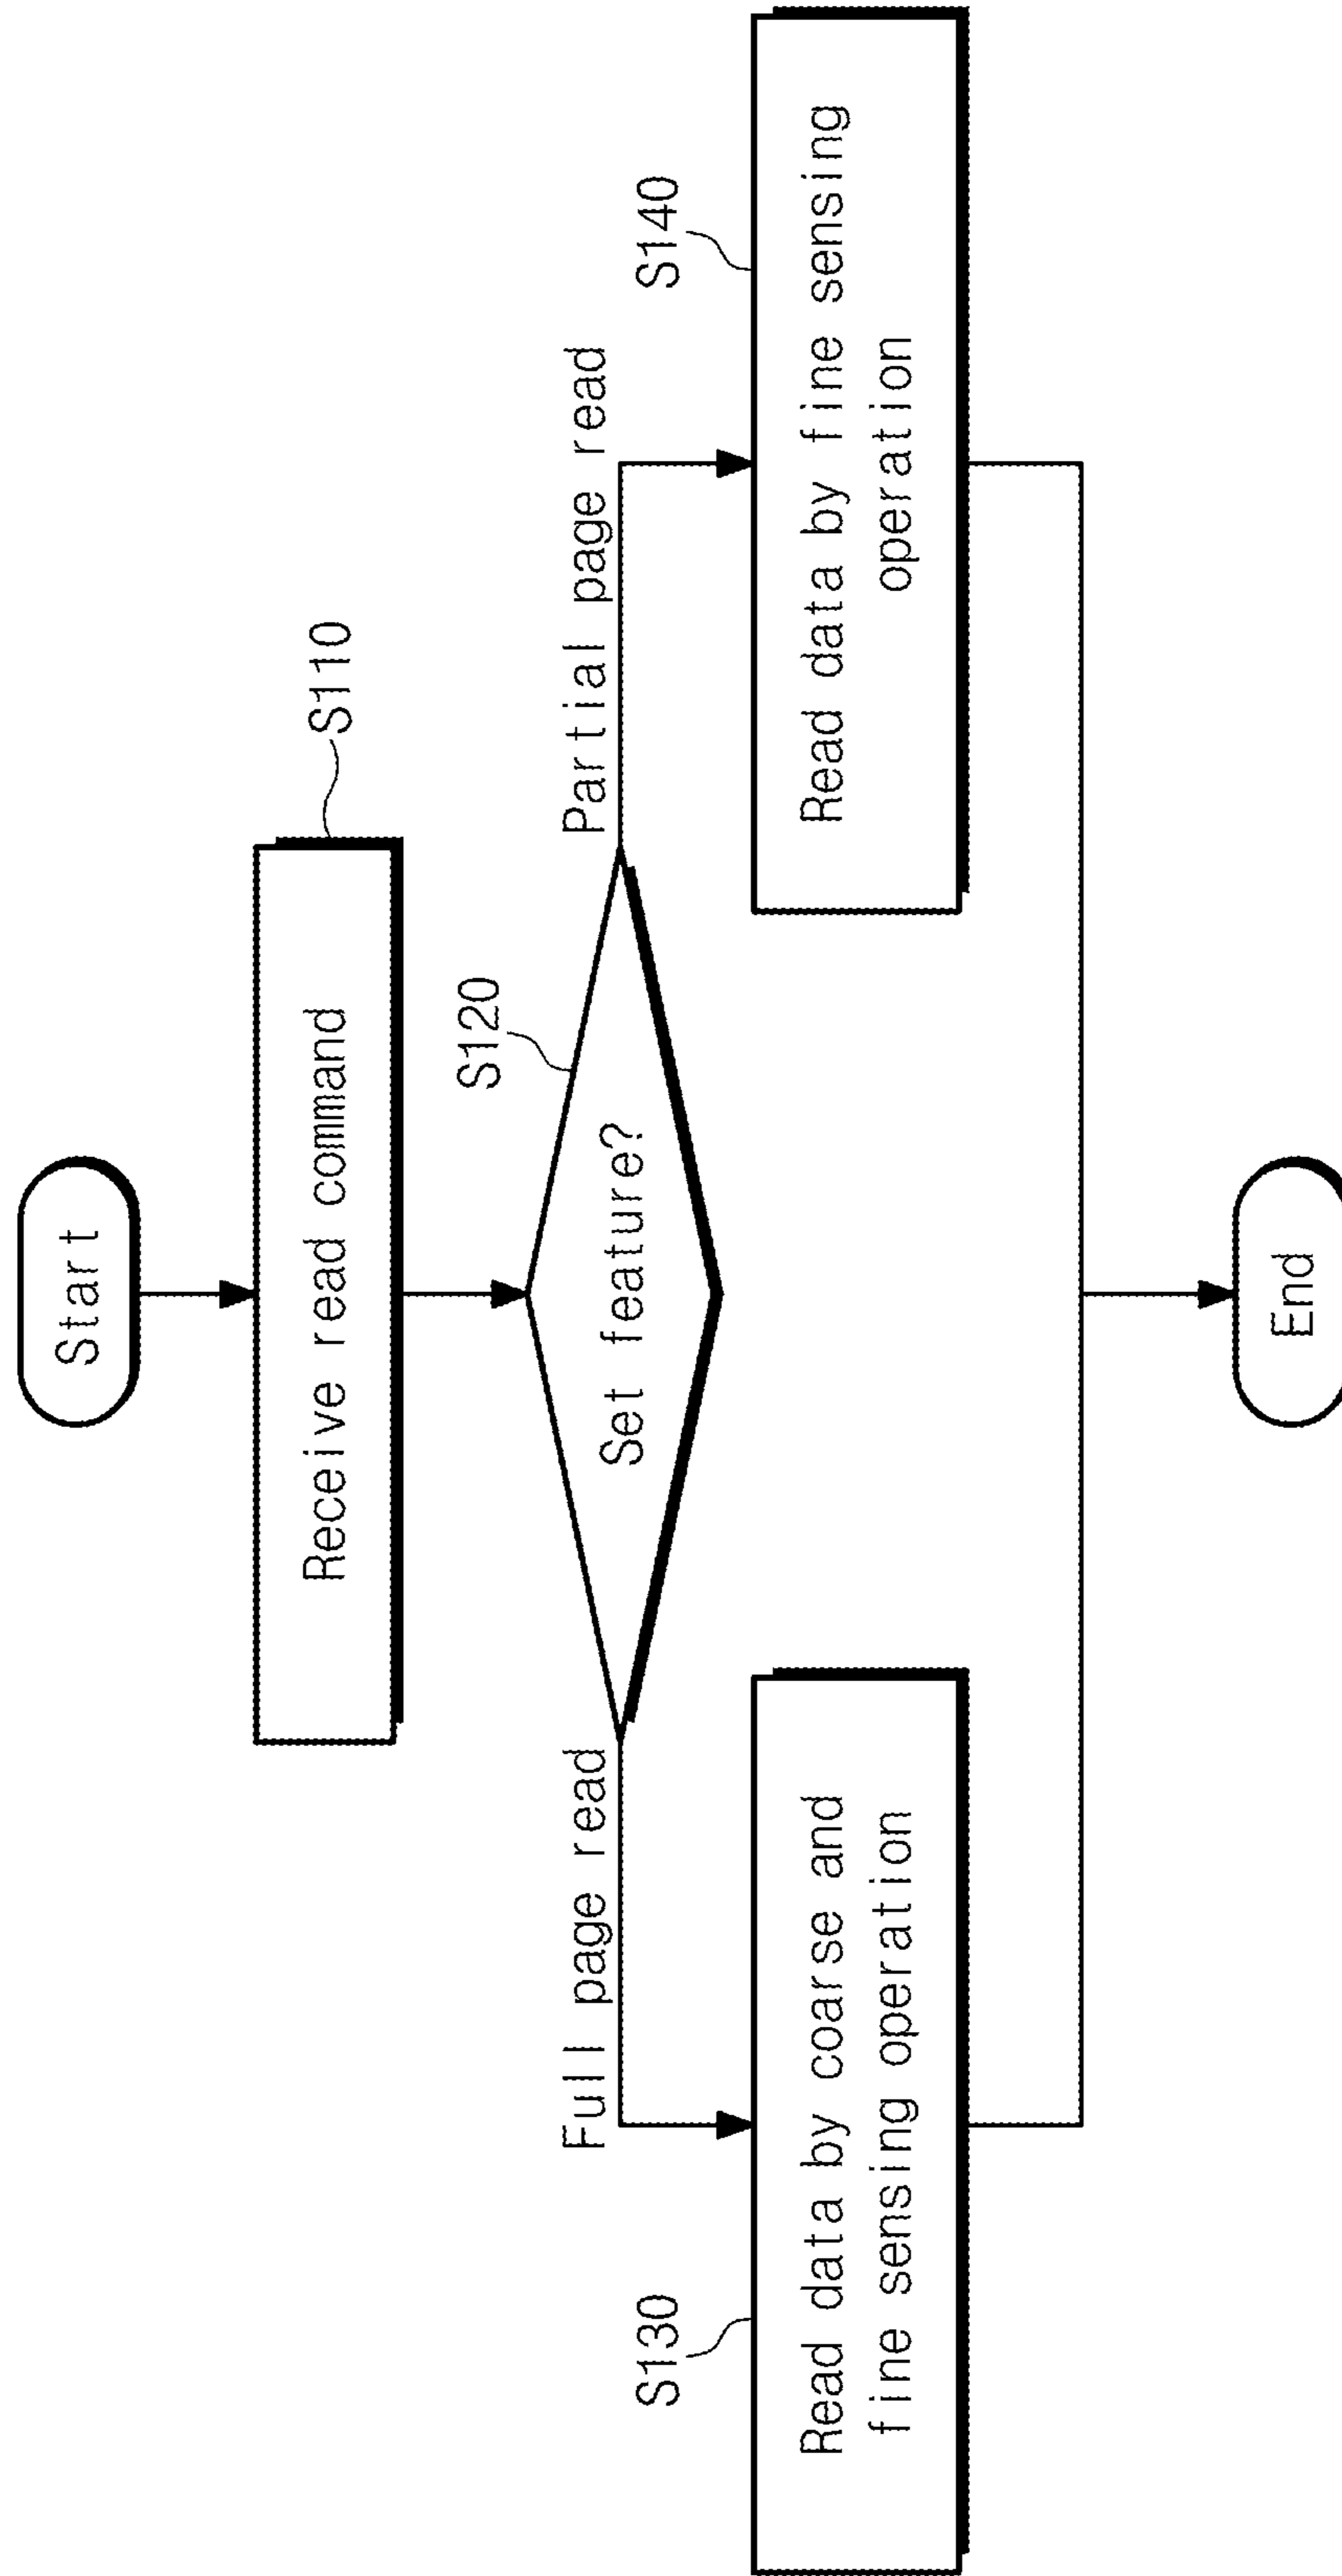 Start
Receive read command
S110
Set feature?
S120
Full page read
Partial page read
S130
Read data by coarse and
fine sensing operation
S140
Read data by fine sensing
operation
End